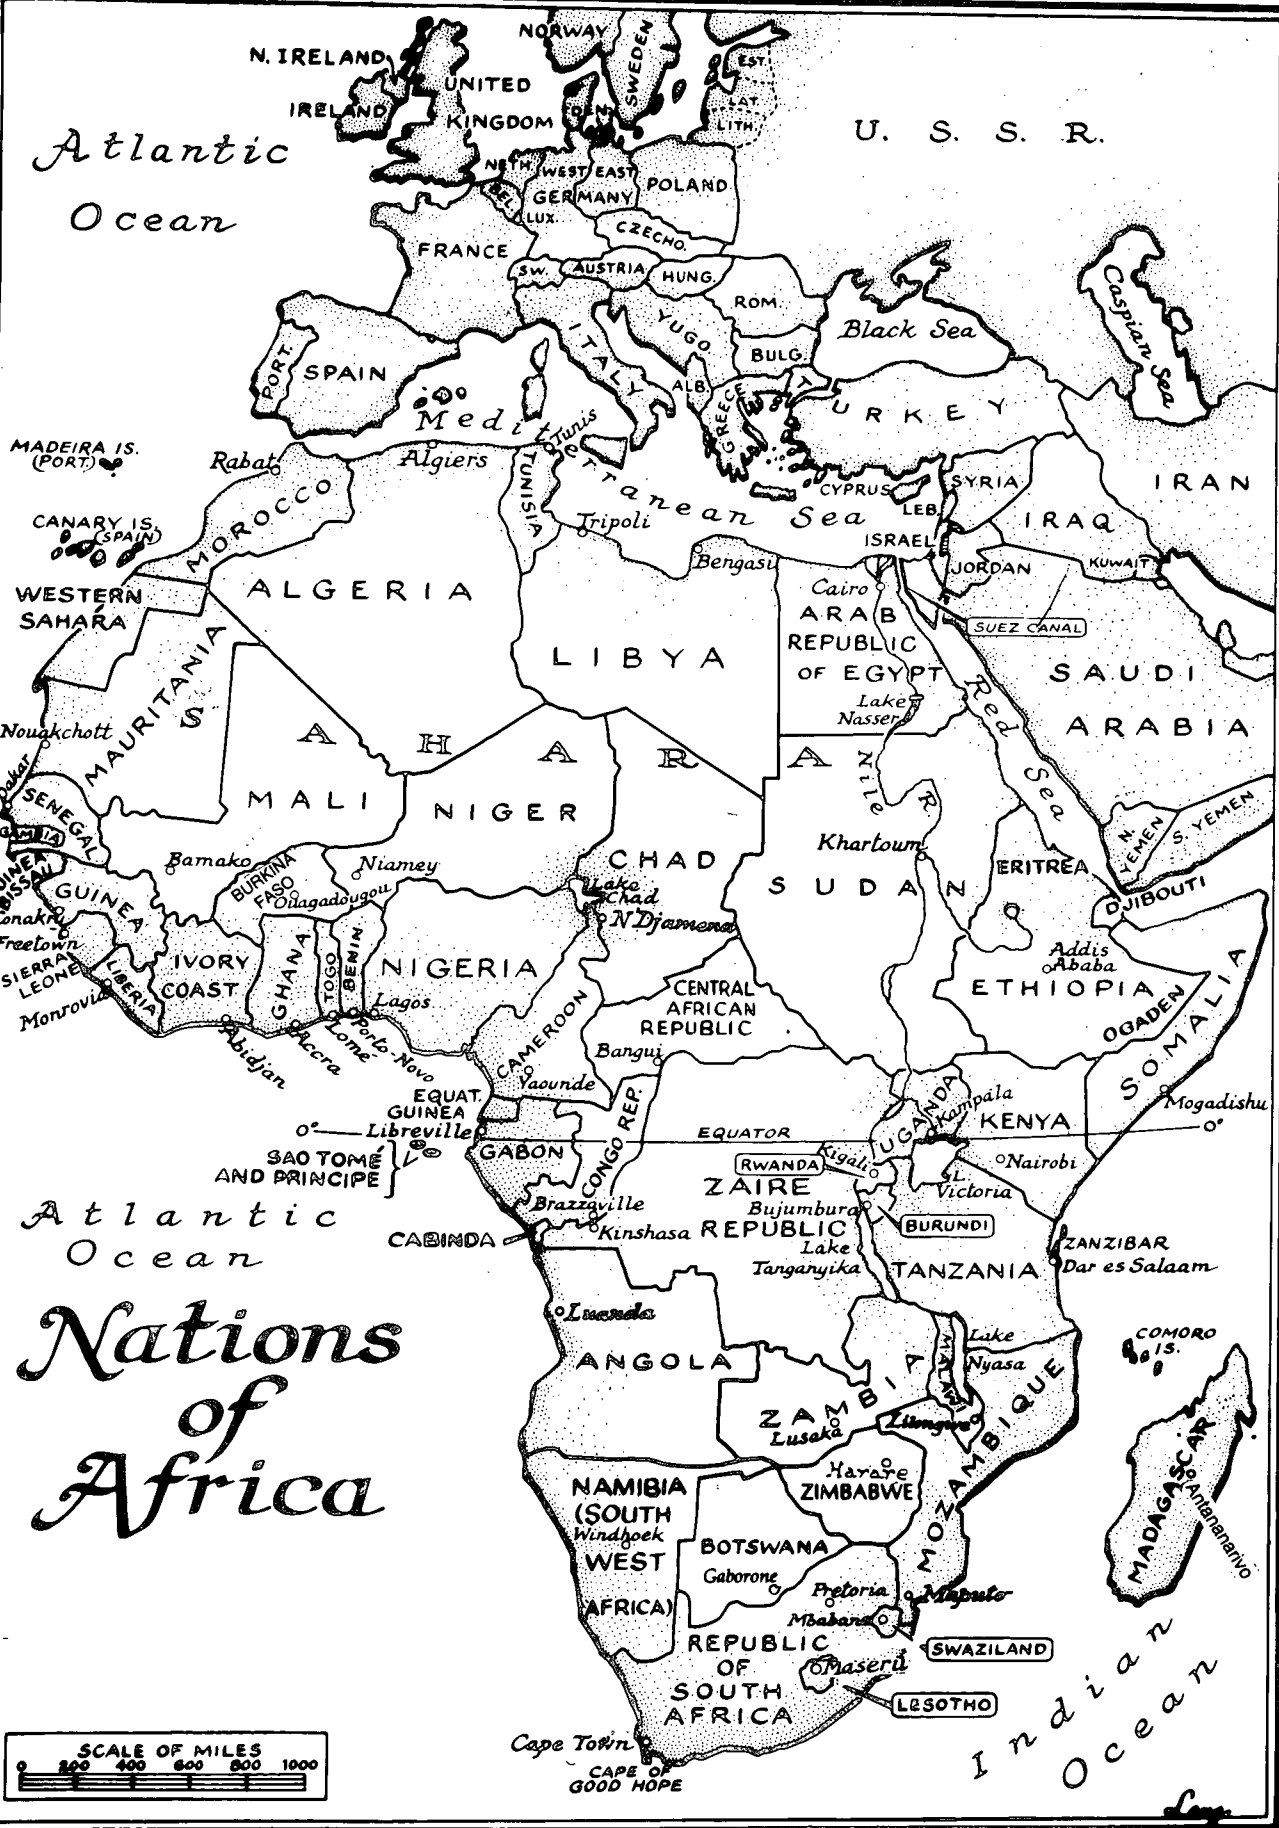 NORWAY
SWEDEN
N. IRELAND
UNITED
KINGDOM
IRELAND
DEN.
EST.
LAT.
LITH.
U. S. S. R.
Atlantic
Ocean
NETH.
BEL.
LUX.
WEST
EAST
GERMANY
POLAND
CZECHO.
FRANCE
SW.
AUSTRIA
HUNG.
ROM.
YUGO.
BULG.
ITALY
ALB.
GREECE
Black Sea
Caspian Sea
PORT.
SPAIN
TURKEY
Mediterranean Sea
MADEIRA IS.
(PORT.)
Rabat
Algiers
Tunis
TUNISIA
CYPRUS
SYRIA
LEB.
IRAQ
IRAN
CANARY IS.
(SPAIN)
MOROCCO
Tripoli
Bengasi
ISRAEL
JORDAN
KUWAIT
WESTERN
SAHARA
ALGERIA
LIBYA
Cairo
ARAB
REPUBLIC
OF EGYPT
SUEZ CANAL
Lake
Nasser
SAUDI
ARABIA
Red Sea
MAURITANIA
SAHARA
Nouakchott
Nile R.
Dakar
SENEGAL
GAMBIA
GUINEA
BISSAU
MALI
NIGER
CHAD
SUDAN
Khartoum
ERITREA
N.
YEMEN
S. YEMEN
DJIBOUTI
Bamako
BURKINA
FASO
Ouagadougou
Niamey
Lake
Chad
N'Djamena
GUINEA
Conakry
Freetown
SIERRA
LEONE
Monrovia
LIBERIA
IVORY
COAST
GHANA
TOGO
BENIN
NIGERIA
Lagos
Abidjan
Accra
Lomé
Porto-Novo
CENTRAL
AFRICAN
REPUBLIC
Addis
Ababa
ETHIOPIA
OGADEN
SOMALIA
CAMEROON
Bangui
Yaounde
EQUAT.
GUINEA
Libreville
0°
EQUATOR
0°
SAO TOMÉ
AND PRINCIPE
GABON
CONGO REP.
UGANDA
Kampala
KENYA
Mogadishu
Nairobi
RWANDA
Kigali
L.
Victoria
ZAIRE
REPUBLIC
Bujumbura
BURUNDI
Brazzaville
Kinshasa
CABINDA
Atlantic
Ocean
Lake
Tanganyika
TANZANIA
ZANZIBAR
Dar es Salaam
Nations
of
Africa
Luanda
ANGOLA
ZAMBIA
Lusaka
MALAWI
Lake
Nyasa
Lilongwe
COMORO
IS.
MOZAMBIQUE
MADAGASCAR
Antananarivo
NAMIBIA
(SOUTH
WEST
AFRICA)
Windhoek
Harare
ZIMBABWE
BOTSWANA
Gaborone
Pretoria
Maputo
Mbabane
SWAZILAND
REPUBLIC
OF
SOUTH
AFRICA
Maseru
LESOTHO
Cape Town
CAPE OF
GOOD HOPE
Indian
Ocean
SCALE OF MILES
0 200 400 600 800 1000